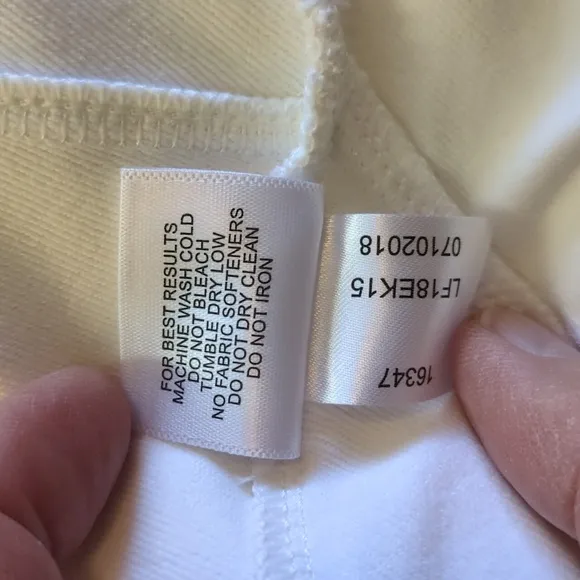 FOR BEST RESULTS
MACHINE WASH COLD
DO NOT BLEACH
TUMBLE DRY LOW
NO FABRIC SOFTENERS
DO NOT DRY CLEAN
DO NOT IRON
16347
LF18EK15
07102018